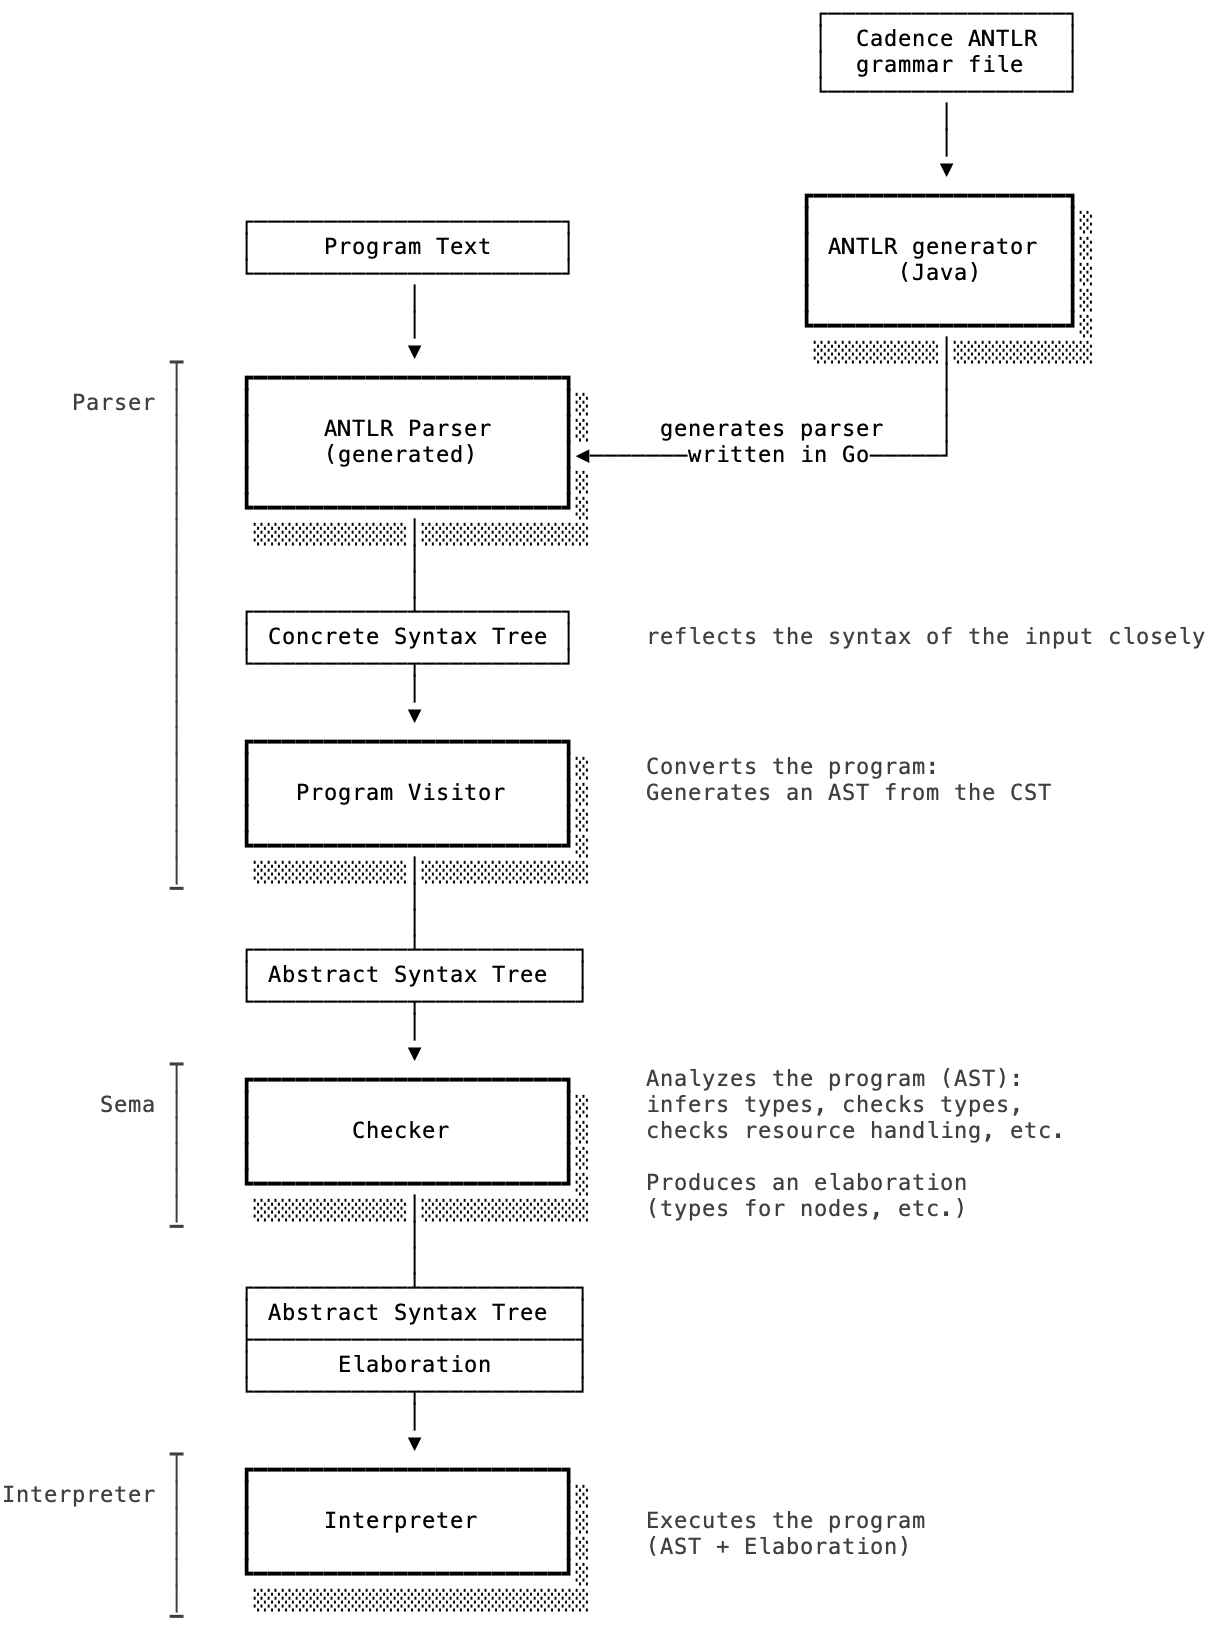 Cadence ANTLR
grammar file
ANTLR generator
(Java)
Program Text
Parser
ANTLR Parser
(generated)
generates parser
written in Go
Concrete Syntax Tree
reflects the syntax of the input closely
Program Visitor
Converts the program:
Generates an AST from the CST
Abstract Syntax Tree
Sema
Checker
Analyzes the program (AST):
infers types, checks types,
checks resource handling, etc.
Produces an elaboration
(types for nodes, etc.)
Abstract Syntax Tree
Elaboration
Interpreter
Interpreter
Executes the program
(AST + Elaboration)